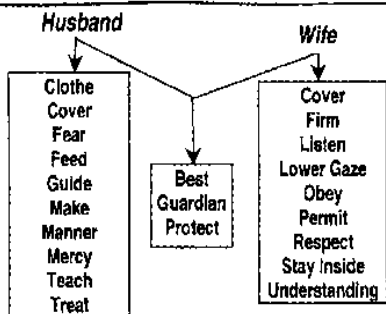 Husband
Wife
Clothe
Cover
Fear
Feed
Guide
Make
Manner
Mercy
Teach
Treat
Best
Guardian
Protect
Cover
Firm
Listen
Lower Gaze
Obey
Permit
Respect
Stay Inside
Understanding